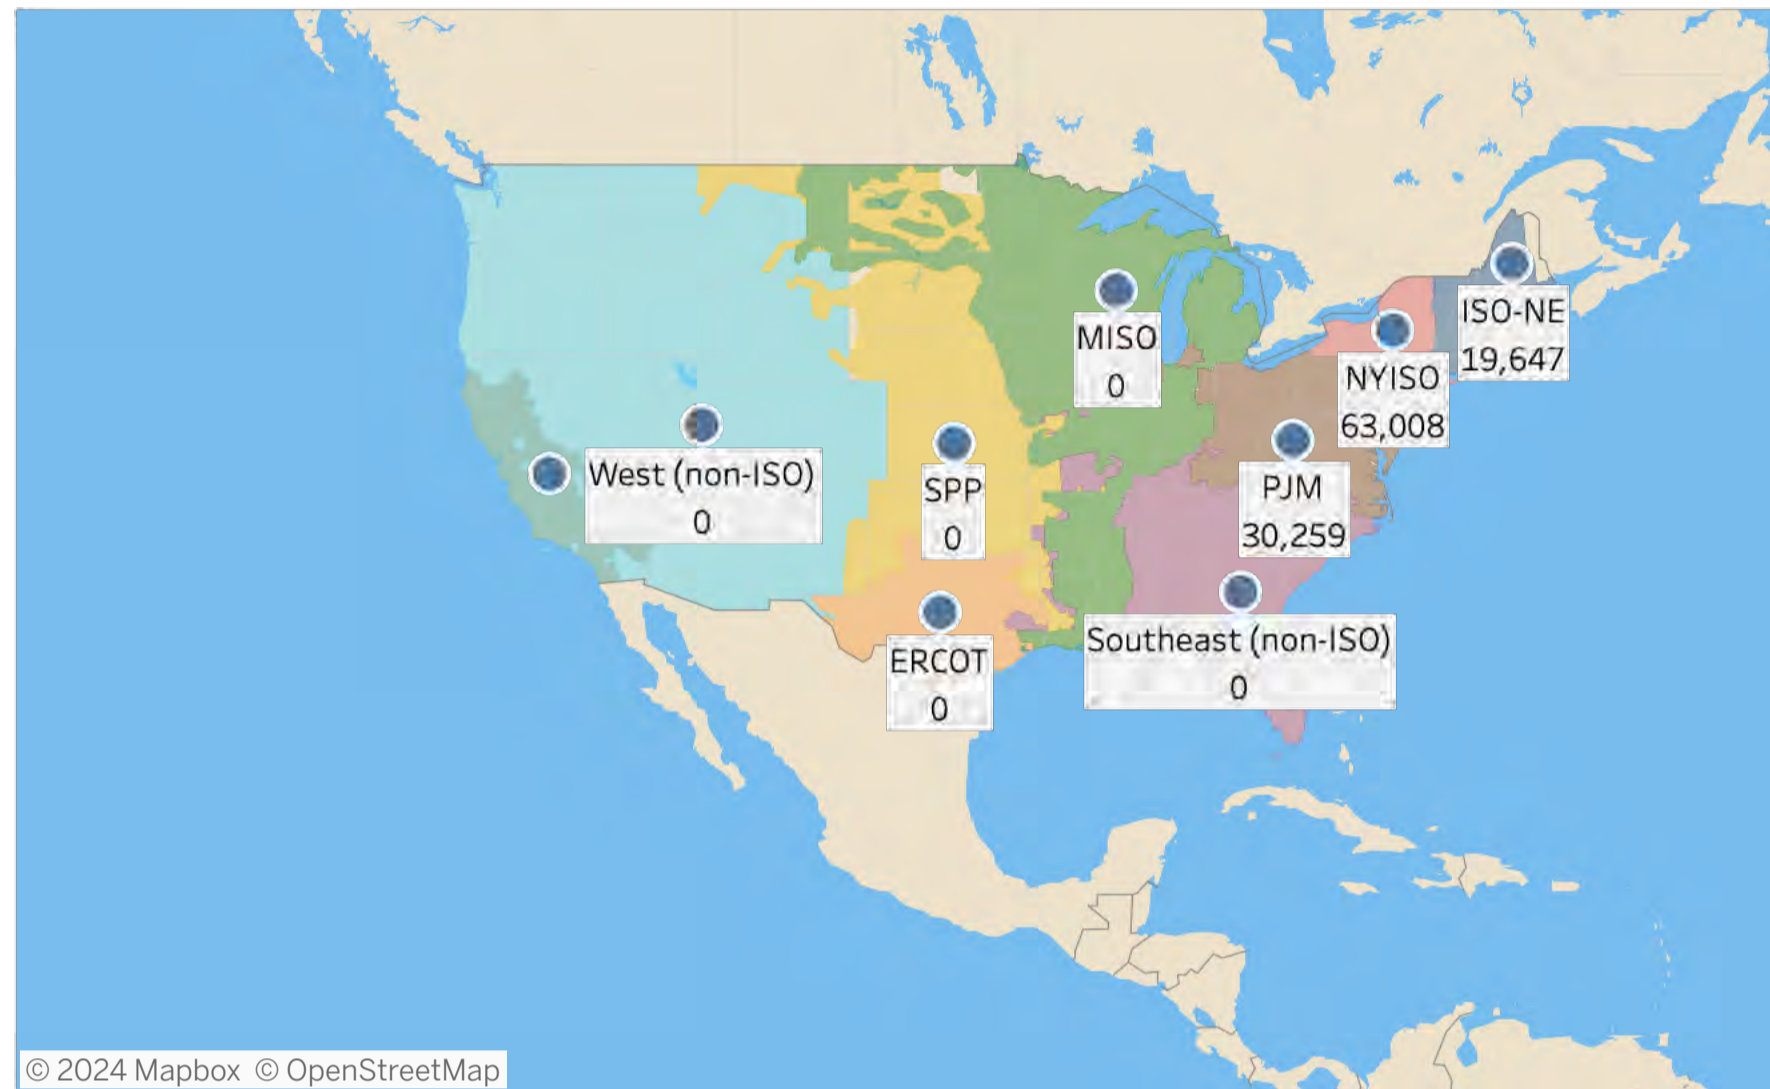 ISO-NE
19,647
MISO
0
NYISO
63,008
West (non-ISO)
0
SPP
0
PJM
30,259
ERCOT
0
Southeast (non-ISO)
0
© 2024 Mapbox © OpenStreetMap